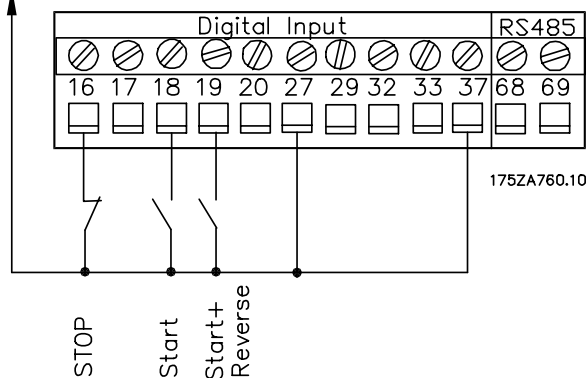 Digital Input RS485
16 17 18 19 20 27 29 32 33 37 68 69
175ZA760.10
STOP
Start
Start+
Reverse